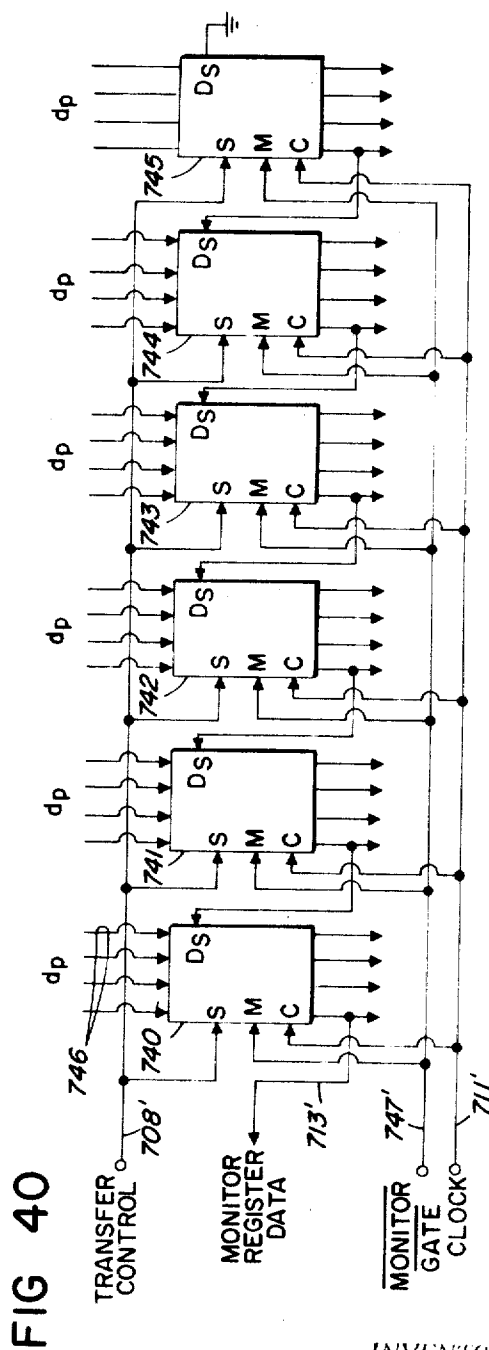 FIG 40
dp dp dp dp dp dp
746
TRANSFER
CONTROL
708'
740 741 742 743 744 745
DS DS DS DS DS DS
S S S S S S
M M M M M M
C C C C C C
MONITOR
REGISTER
DATA
713'
MONITOR
GATE
747'
CLOCK
711'